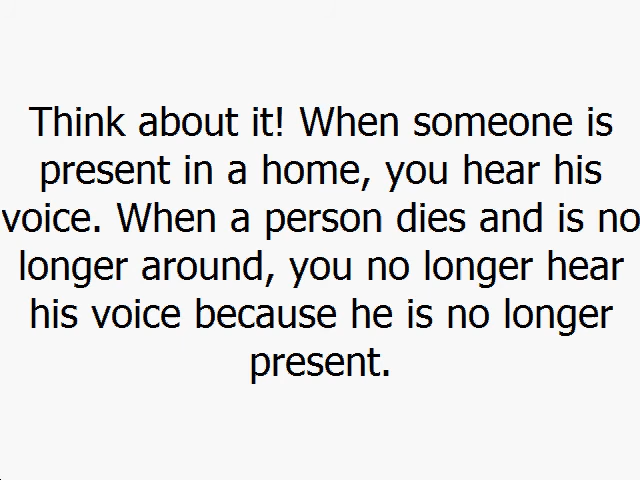 Think about it! When someone is
present in a home, you hear his
voice. When a person dies and is no
longer around, you no longer hear
his voice because he is no longer
present.